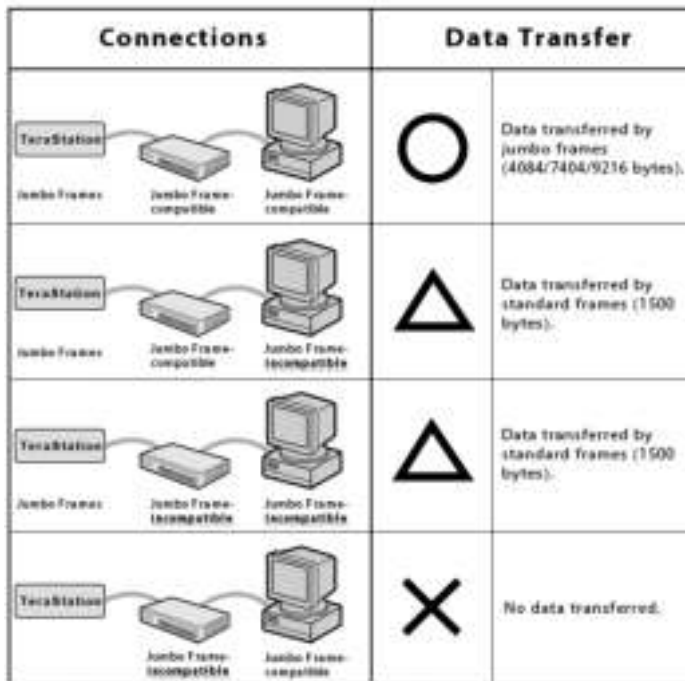 Connections Data Transfer
TeraStation
Jumbo Frames
Jumbo Frame-
compatible
Jumbo Frame-
compatible
Data transferred by
jumbo frames
(4084/7404/9216 bytes).
TeraStation
Jumbo Frames
Jumbo Frame-
compatible
Jumbo Frame-
incompatible
Data transferred by
standard frames (1500
bytes).
TeraStation
Jumbo Frames
Jumbo Frame-
incompatible
Jumbo Frame-
incompatible
Data transferred by
standard frames (1500
bytes).
TeraStation
Jumbo Frame-
incompatible
Jumbo Frame-
compatible
No data transferred.